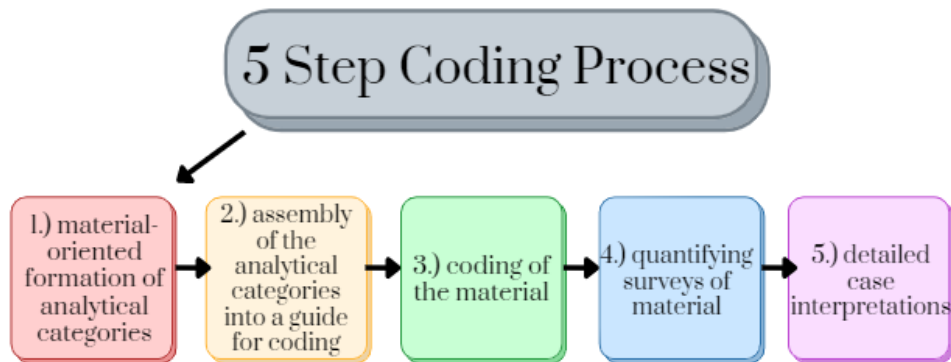 5 Step Coding Process
1.) material-
oriented
formation of
analytical
categories
2.) assembly
of the
analytical
categories
into a guide
for coding
3.) coding of
the material
4.) quantifying
surveys of
material
5.) detailed
case
interpretations